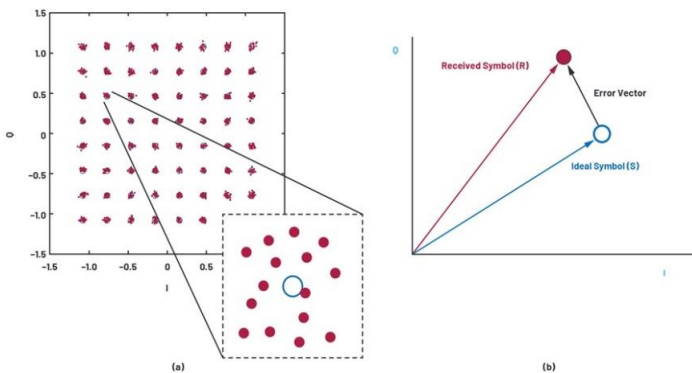 1.5
1.0
0.5
0
−0.5
−1.0
−1.5
Q
−1.5
−1.0
−0.5
0
0.5
I
(a)
Q
Received Symbol (R)
Error Vector
Ideal Symbol (S)
I
(b)